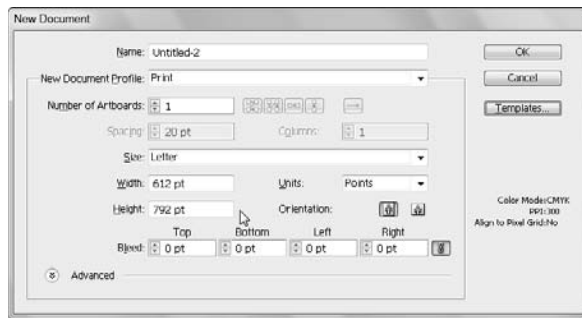 New Document
Name: Untitled-2
OK
New Document Profile: Print
Cancel
Number of Artboards: 1
Templates...
Spacing: 20 pt Columns: 1
Size: Letter
Width: 612 pt Units: Points
Height: 792 pt Orientation:
Color Mode:CMYK
PPI:300
Align to Pixel Grid:No
Top Bottom Left Right
Bleed: 0 pt 0 pt 0 pt 0 pt
Advanced